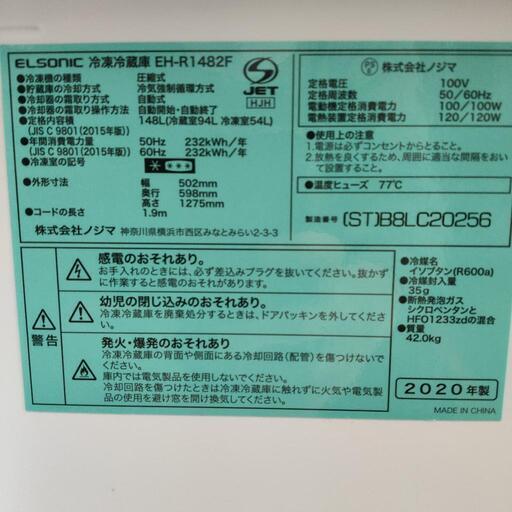 ELSONIC 冷凍冷蔵庫 EH-R1482F
●冷凍機の種類 圧縮式
●貯蔵庫の冷却方式 冷気強制循環方式
●冷却器の霜取り方式 自動式
●冷却器の霜取り操作方法 自動開始・自動終了
●定格内容積 148L(冷蔵室94L 冷凍室54L)
(JIS C 9801(2015年版))
●年間消費電力量 50Hz 232kWh/年
(JIS C 9801(2015年版)) 60Hz 232kWh/年
●冷凍室の記号
●外形寸法 幅 502mm
奥行 598mm
高さ 1275mm
●コードの長さ 1.9m
株式会社ノジマ 神奈川県横浜市西区みなとみらい2-3-3
JET
HJH
PS
E
株式会社ノジマ
定格電圧 100V
定格周波数 50/60Hz
電動機定格消費電力 100/100W
電熱装置定格消費電力 120/120W
●使用上の注意
1.電源は必ずコンセントからとること。
2.放熱を良くするため、周囲に適当な間隔をおいて設置すること。
●温度ヒューズ 77℃
製造番号 (ST)B8LC20256
警告
感電のおそれあり。
お手入れのときには、必ず差込みプラグを抜いてください。抜かずに作業すると感電のおそれがあります。
幼児の閉じ込みのおそれあり。
冷凍冷蔵庫を廃棄処分するときは、ドアパッキンを外してください。
発火・爆発のおそれあり
冷凍冷蔵庫の背面や側面にある冷却回路(配管)を傷つけないでください。
庫内では電気製品を使用しないでください。
冷却回路を傷つけたときは冷凍冷蔵庫に触れずに火気や電気製品の使用を避け窓を開け換気してください。
●冷媒名
イソブタン(R600a)
●冷媒封入量
35g
●断熱発泡ガス
シクロペンタンと
HFO1233zdの混合
●質量
42.0kg
2020年製
MADE IN CHINA